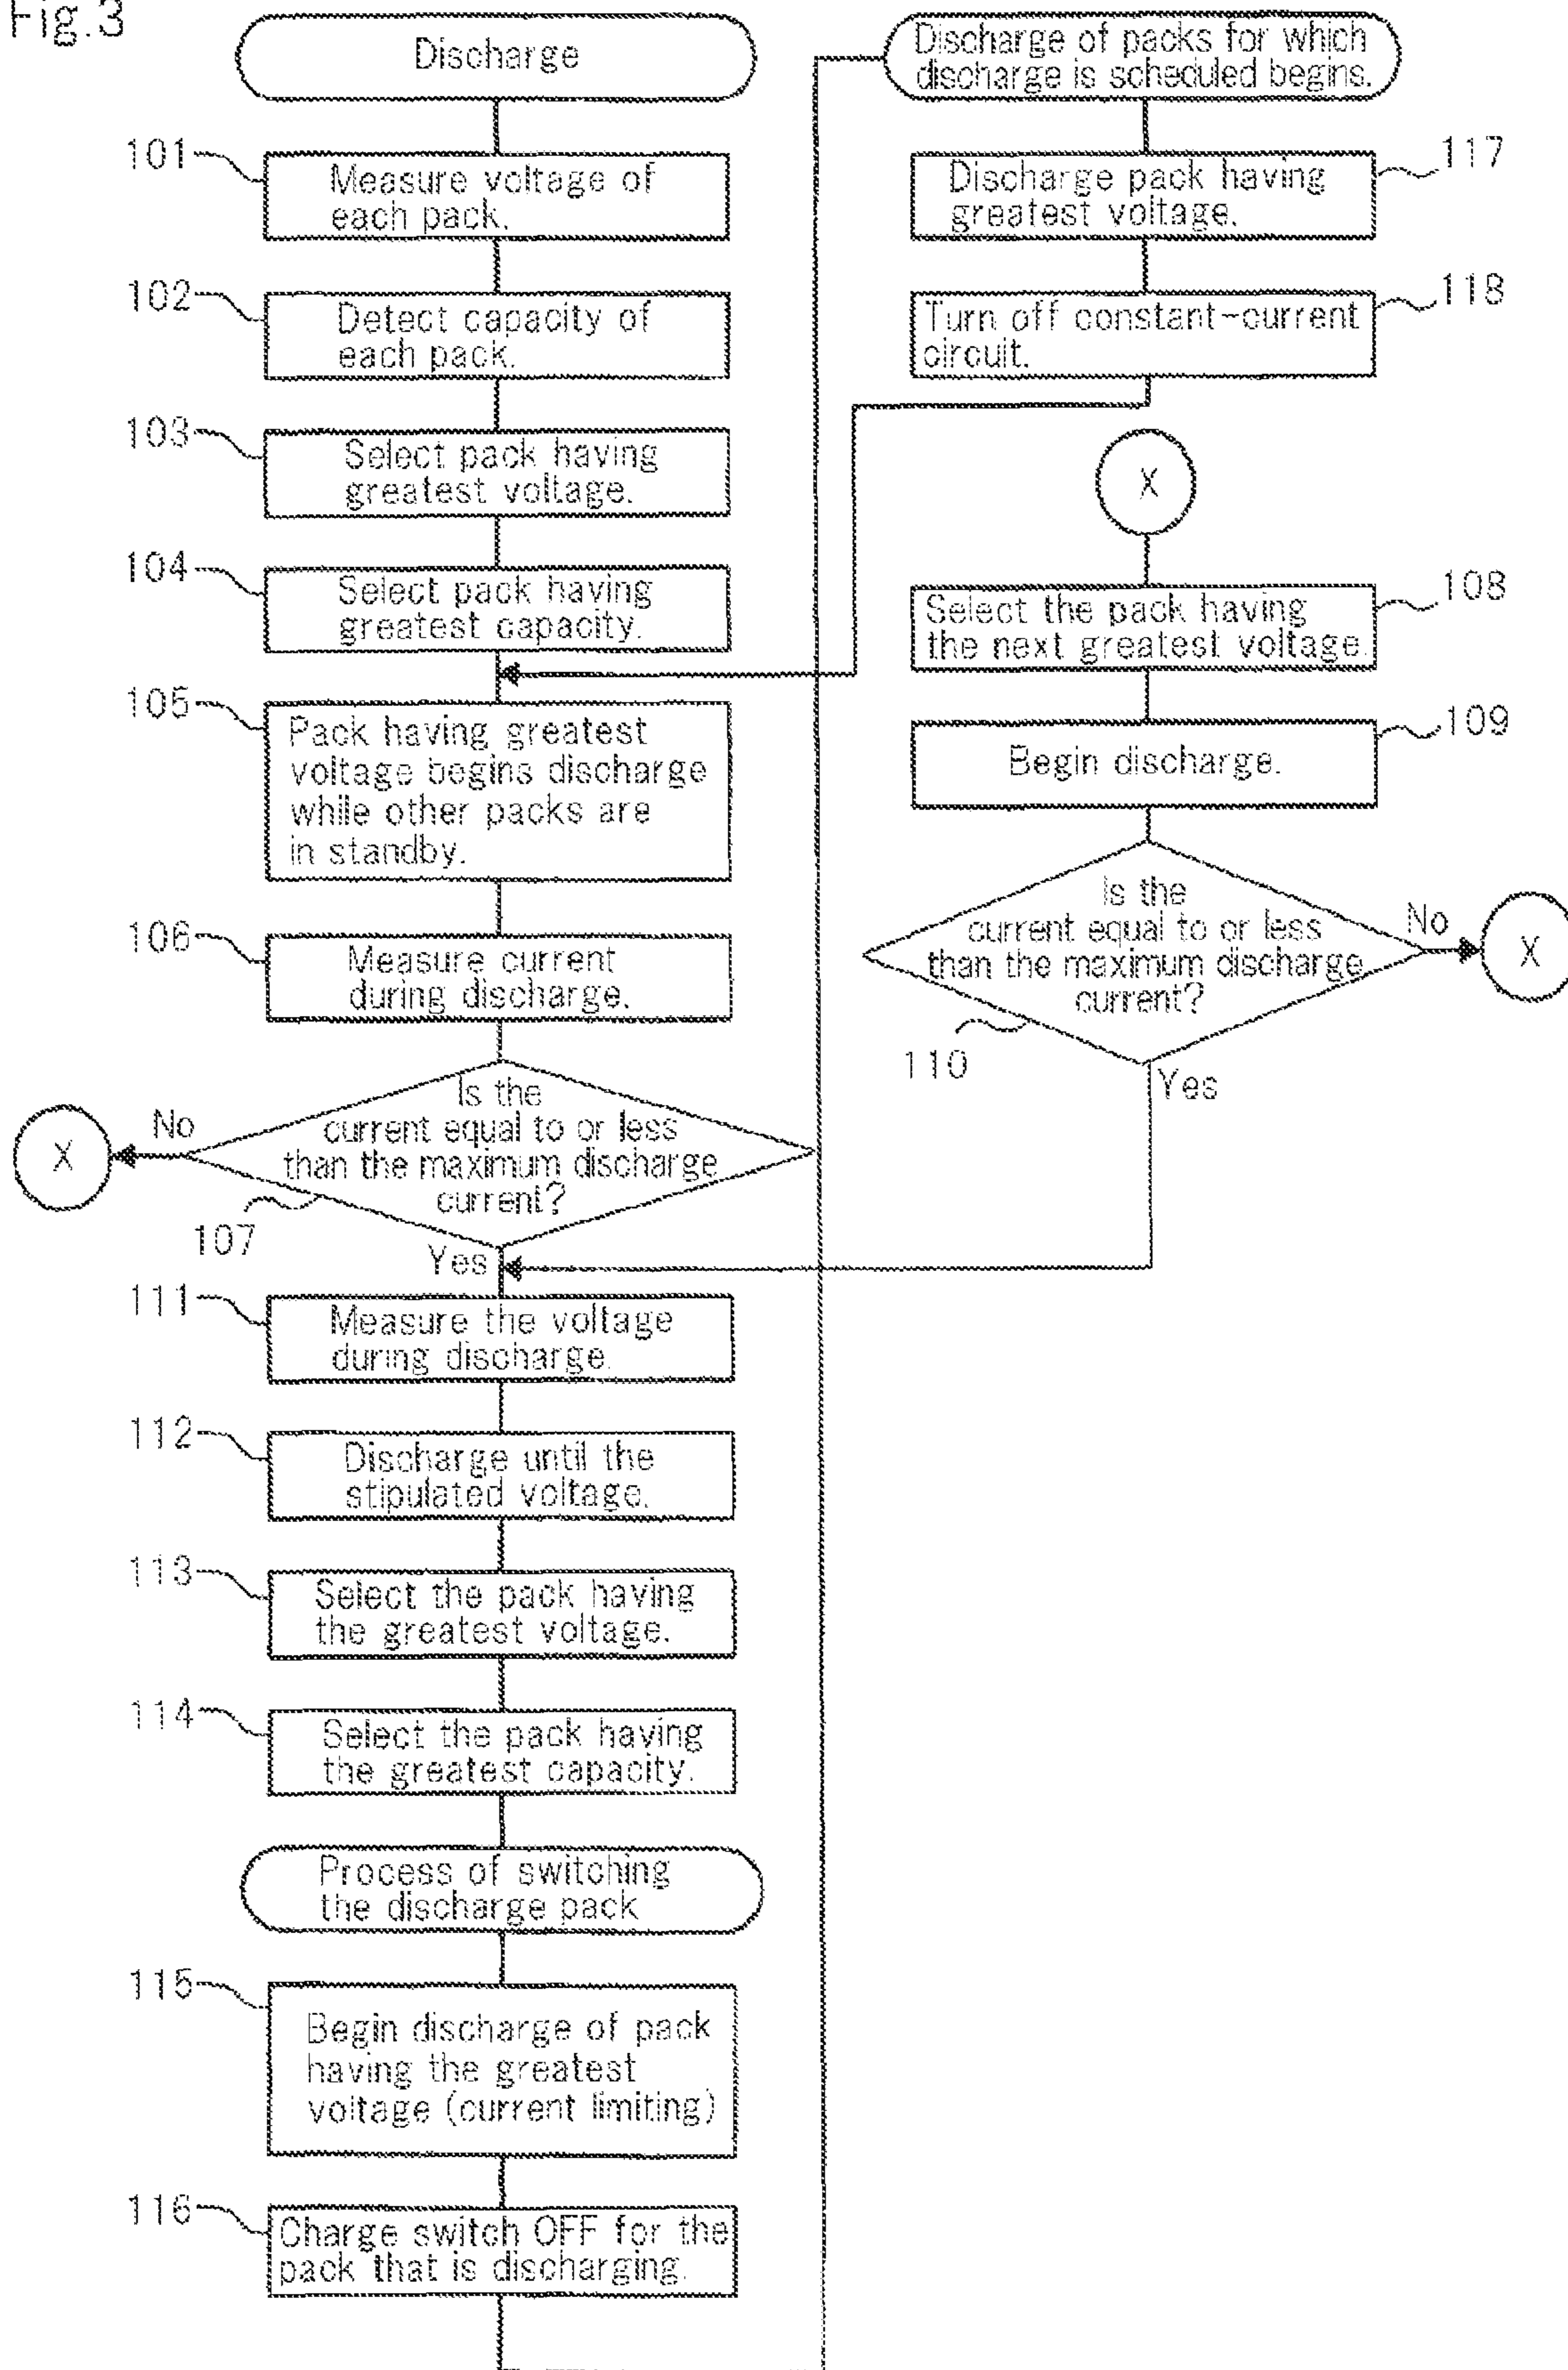 Fig.3
Discharge
101
Measure voltage of
each pack.
102
Detect capacity of
each pack.
103
Select pack having
greatest voltage.
104
Select pack having
greatest capacity.
105
Pack having greatest
voltage begins discharge
while other packs are
in standby.
106
Measure current
during discharge.
Is the
current equal to or less
than the maximum discharge
current?
107
No
X
Yes
111
Measure the voltage
during discharge.
112
Discharge until the
stipulated voltage.
113
Select the pack having
the greatest voltage.
114
Select the pack having
the greatest capacity.
Process of switching
the discharge pack
115
Begin discharge of pack
having the greatest
voltage (current limiting)
116
Charge switch OFF for the
pack that is discharging.
Discharge of packs for which
discharge is scheduled begins.
117
Discharge pack having
greatest voltage.
118
Turn off constant-current
circuit.
X
108
Select the pack having
the next greatest voltage.
109
Begin discharge.
Is the
current equal to or less
than the maximum discharge
current?
110
No
X
Yes